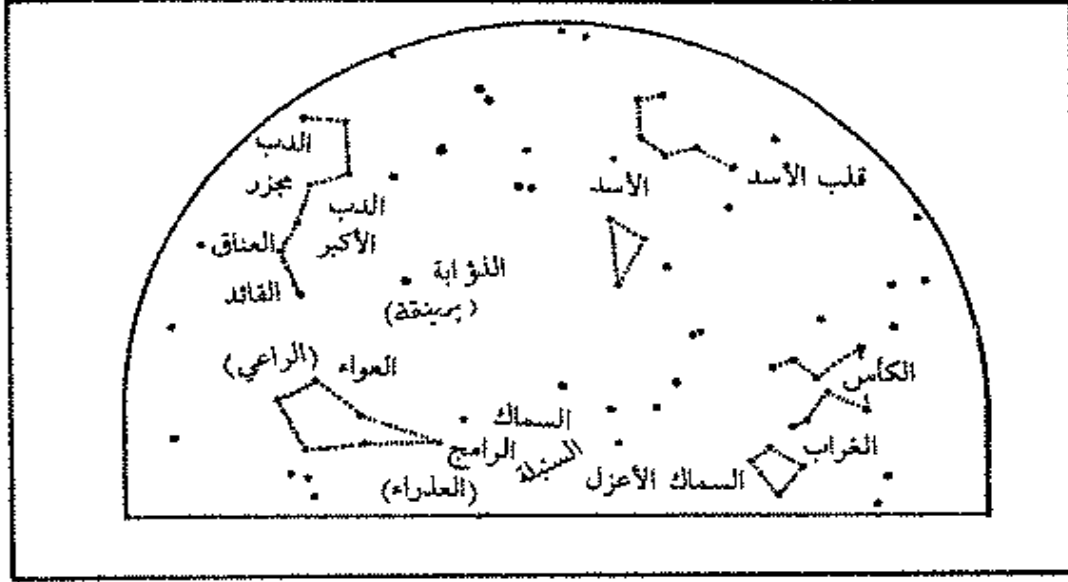 الدب
مجزر
الدب
الأكبر
العناق
القائد
الذؤابة
(برينقة)
الأسد
قلب الأسد
(الراعي)
العواء
السماك
الرامج
(العذراء)
السنبلة
السماك الأعزل
الكأس
الغراب